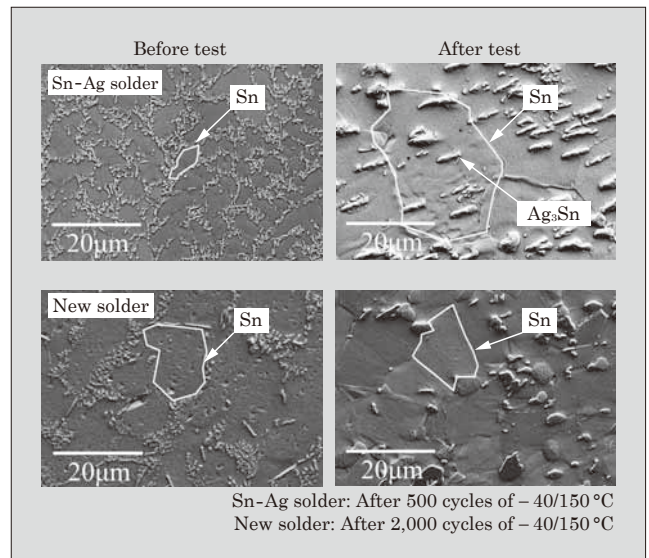 Before test
After test
Sn-Ag solder
Sn
Sn
Ag₃Sn
20μm
20μm
New solder
Sn
Sn
20μm
20μm
Sn-Ag solder: After 500 cycles of −40/150 °C
New solder: After 2,000 cycles of −40/150 °C